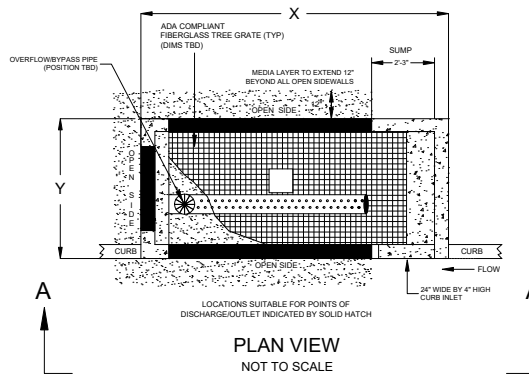 X
ADA COMPLIANT
FIBERGLASS TREE GRATE (TYP)
(DIMS TBD)
OVERFLOW/BYPASS PIPE
(POSITION TBD)
SUMP
2'-3"
MEDIA LAYER TO EXTEND 12"
BEYOND ALL OPEN SIDEWALLS
12"
OPEN SIDE
Y
OPEN SIDE
CURB
OPEN SIDE
CURB
FLOW
24" WIDE BY 4" HIGH
CURB INLET
A
LOCATIONS SUITABLE FOR POINTS OF
DISCHARGE/OUTLET INDICATED BY SOLID HATCH
PLAN VIEW
NOT TO SCALE